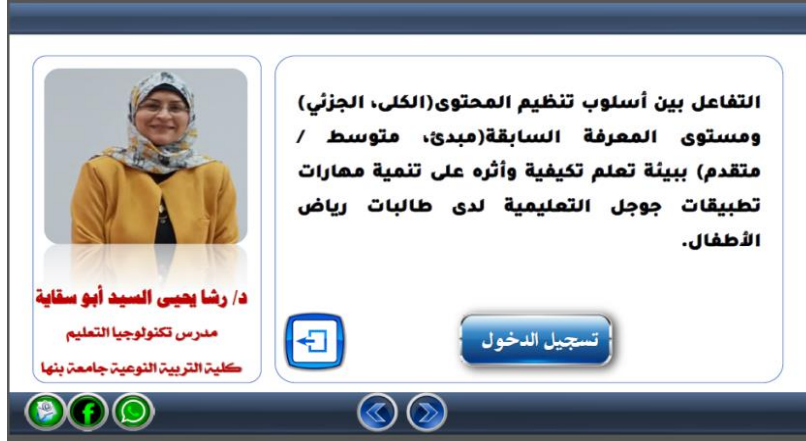 التفاعل بين أسلوب تنظيم المحتوى(الكلى، الجزئي)
ومستوى المعرفة السابقة(مبدئ، متوسط /
متقدم) ببيئة تعلم تكيفية وأثره على تنمية مهارات
تطبيقات جوجل التعليمية لدى طالبات رياض
الأطفال.
تسجيل الدخول
د/ رشا يحيى السيد أبو سقاية
مدرس تكنولوجيا التعليم
كلية التربية النوعية جامعة بنها